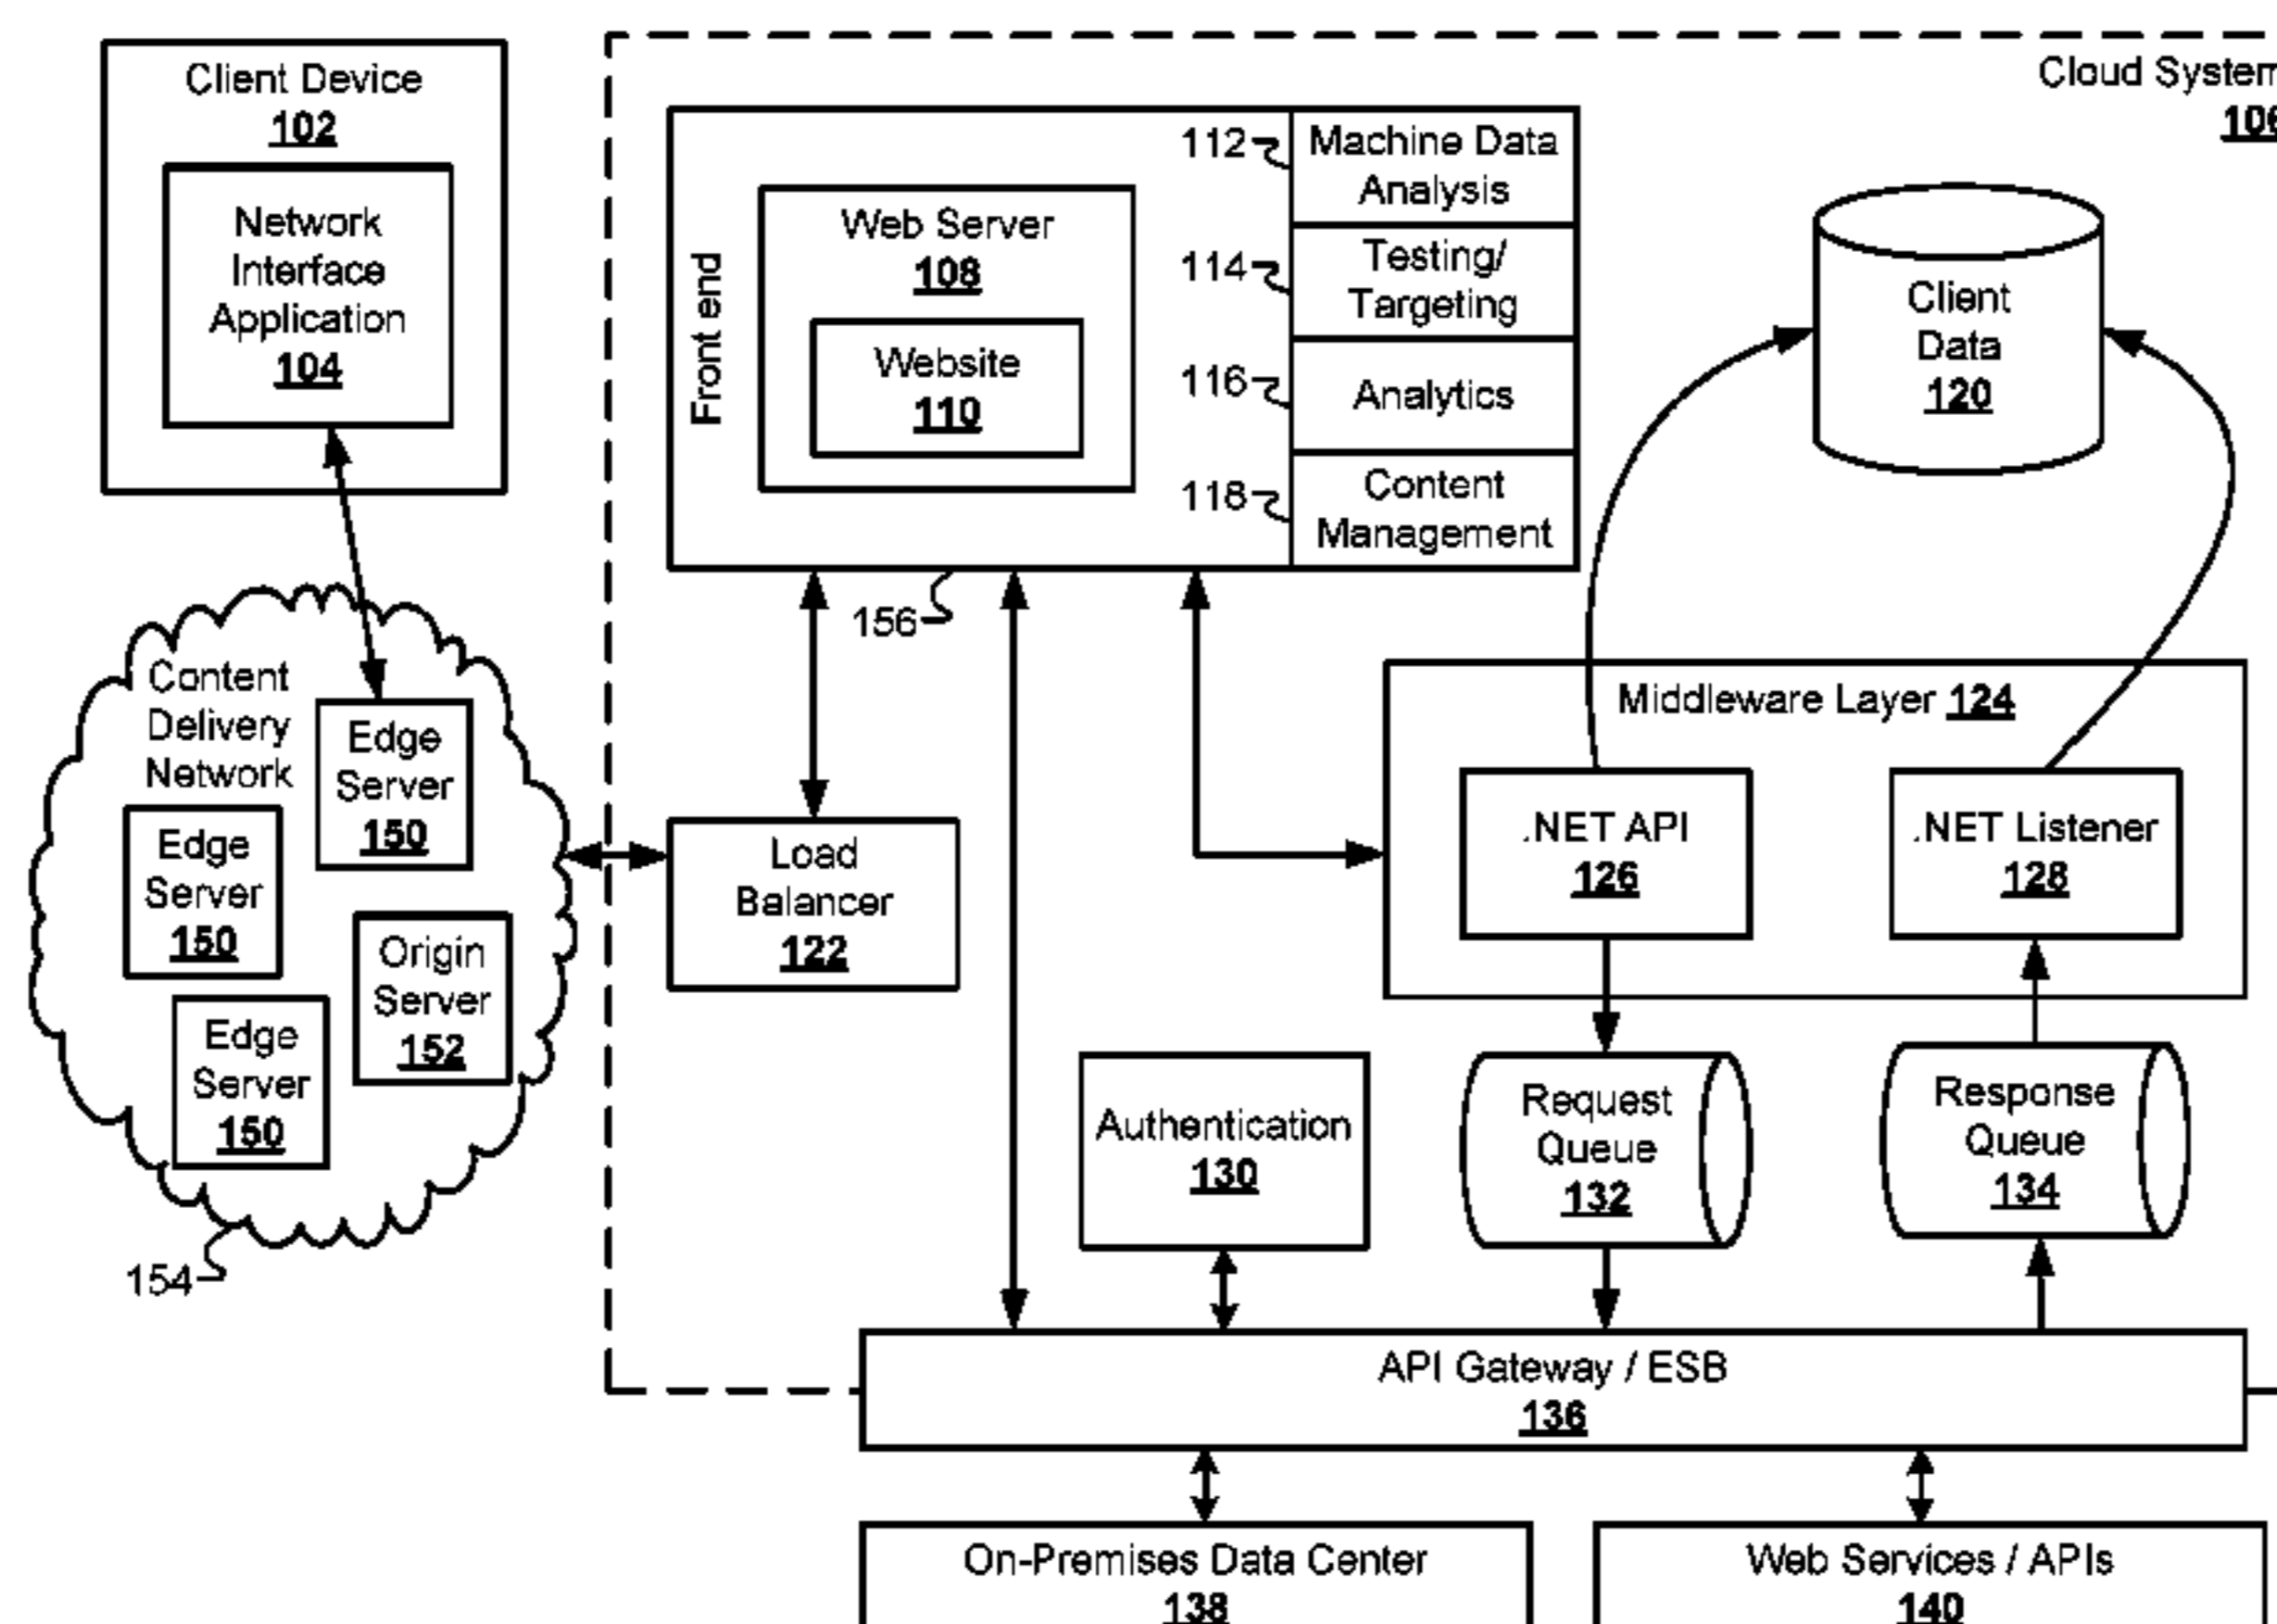 Client Device
102
Network
Interface
Application
104
Cloud System
106
Front end
Web Server
108
Website
110
112
Machine Data
Analysis
114
Testing/
Targeting
116
Analytics
118
Content
Management
156
Client
Data
120
Content
Delivery
Network
Edge
Server
150
Edge
Server
150
Origin
Server
152
Edge
Server
150
154
Load
Balancer
122
Middleware Layer 124
.NET API
126
.NET Listener
128
Authentication
130
Request
Queue
132
Response
Queue
134
API Gateway / ESB
136
On-Premises Data Center
138
Web Services / APIs
140